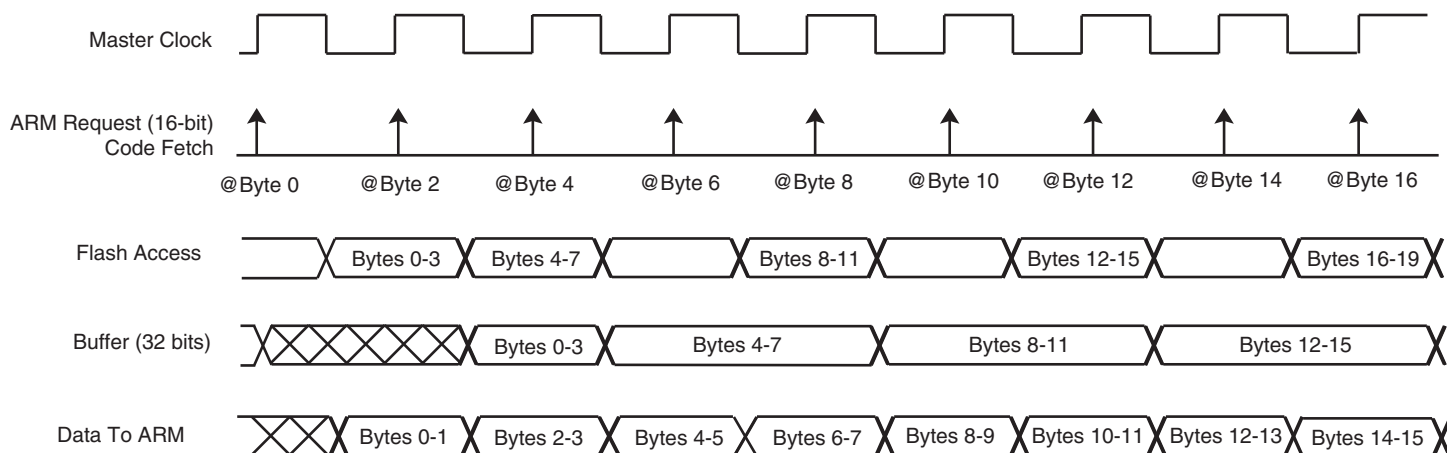 Master Clock
ARM Request (16-bit)
Code Fetch
@Byte 0 @Byte 2 @Byte 4 @Byte 6 @Byte 8 @Byte 10 @Byte 12 @Byte 14 @Byte 16
Flash Access Bytes 0-3 Bytes 4-7 Bytes 8-11 Bytes 12-15 Bytes 16-19
Buffer (32 bits) Bytes 0-3 Bytes 4-7 Bytes 8-11 Bytes 12-15
Data To ARM Bytes 0-1 Bytes 2-3 Bytes 4-5 Bytes 6-7 Bytes 8-9 Bytes 10-11 Bytes 12-13 Bytes 14-15